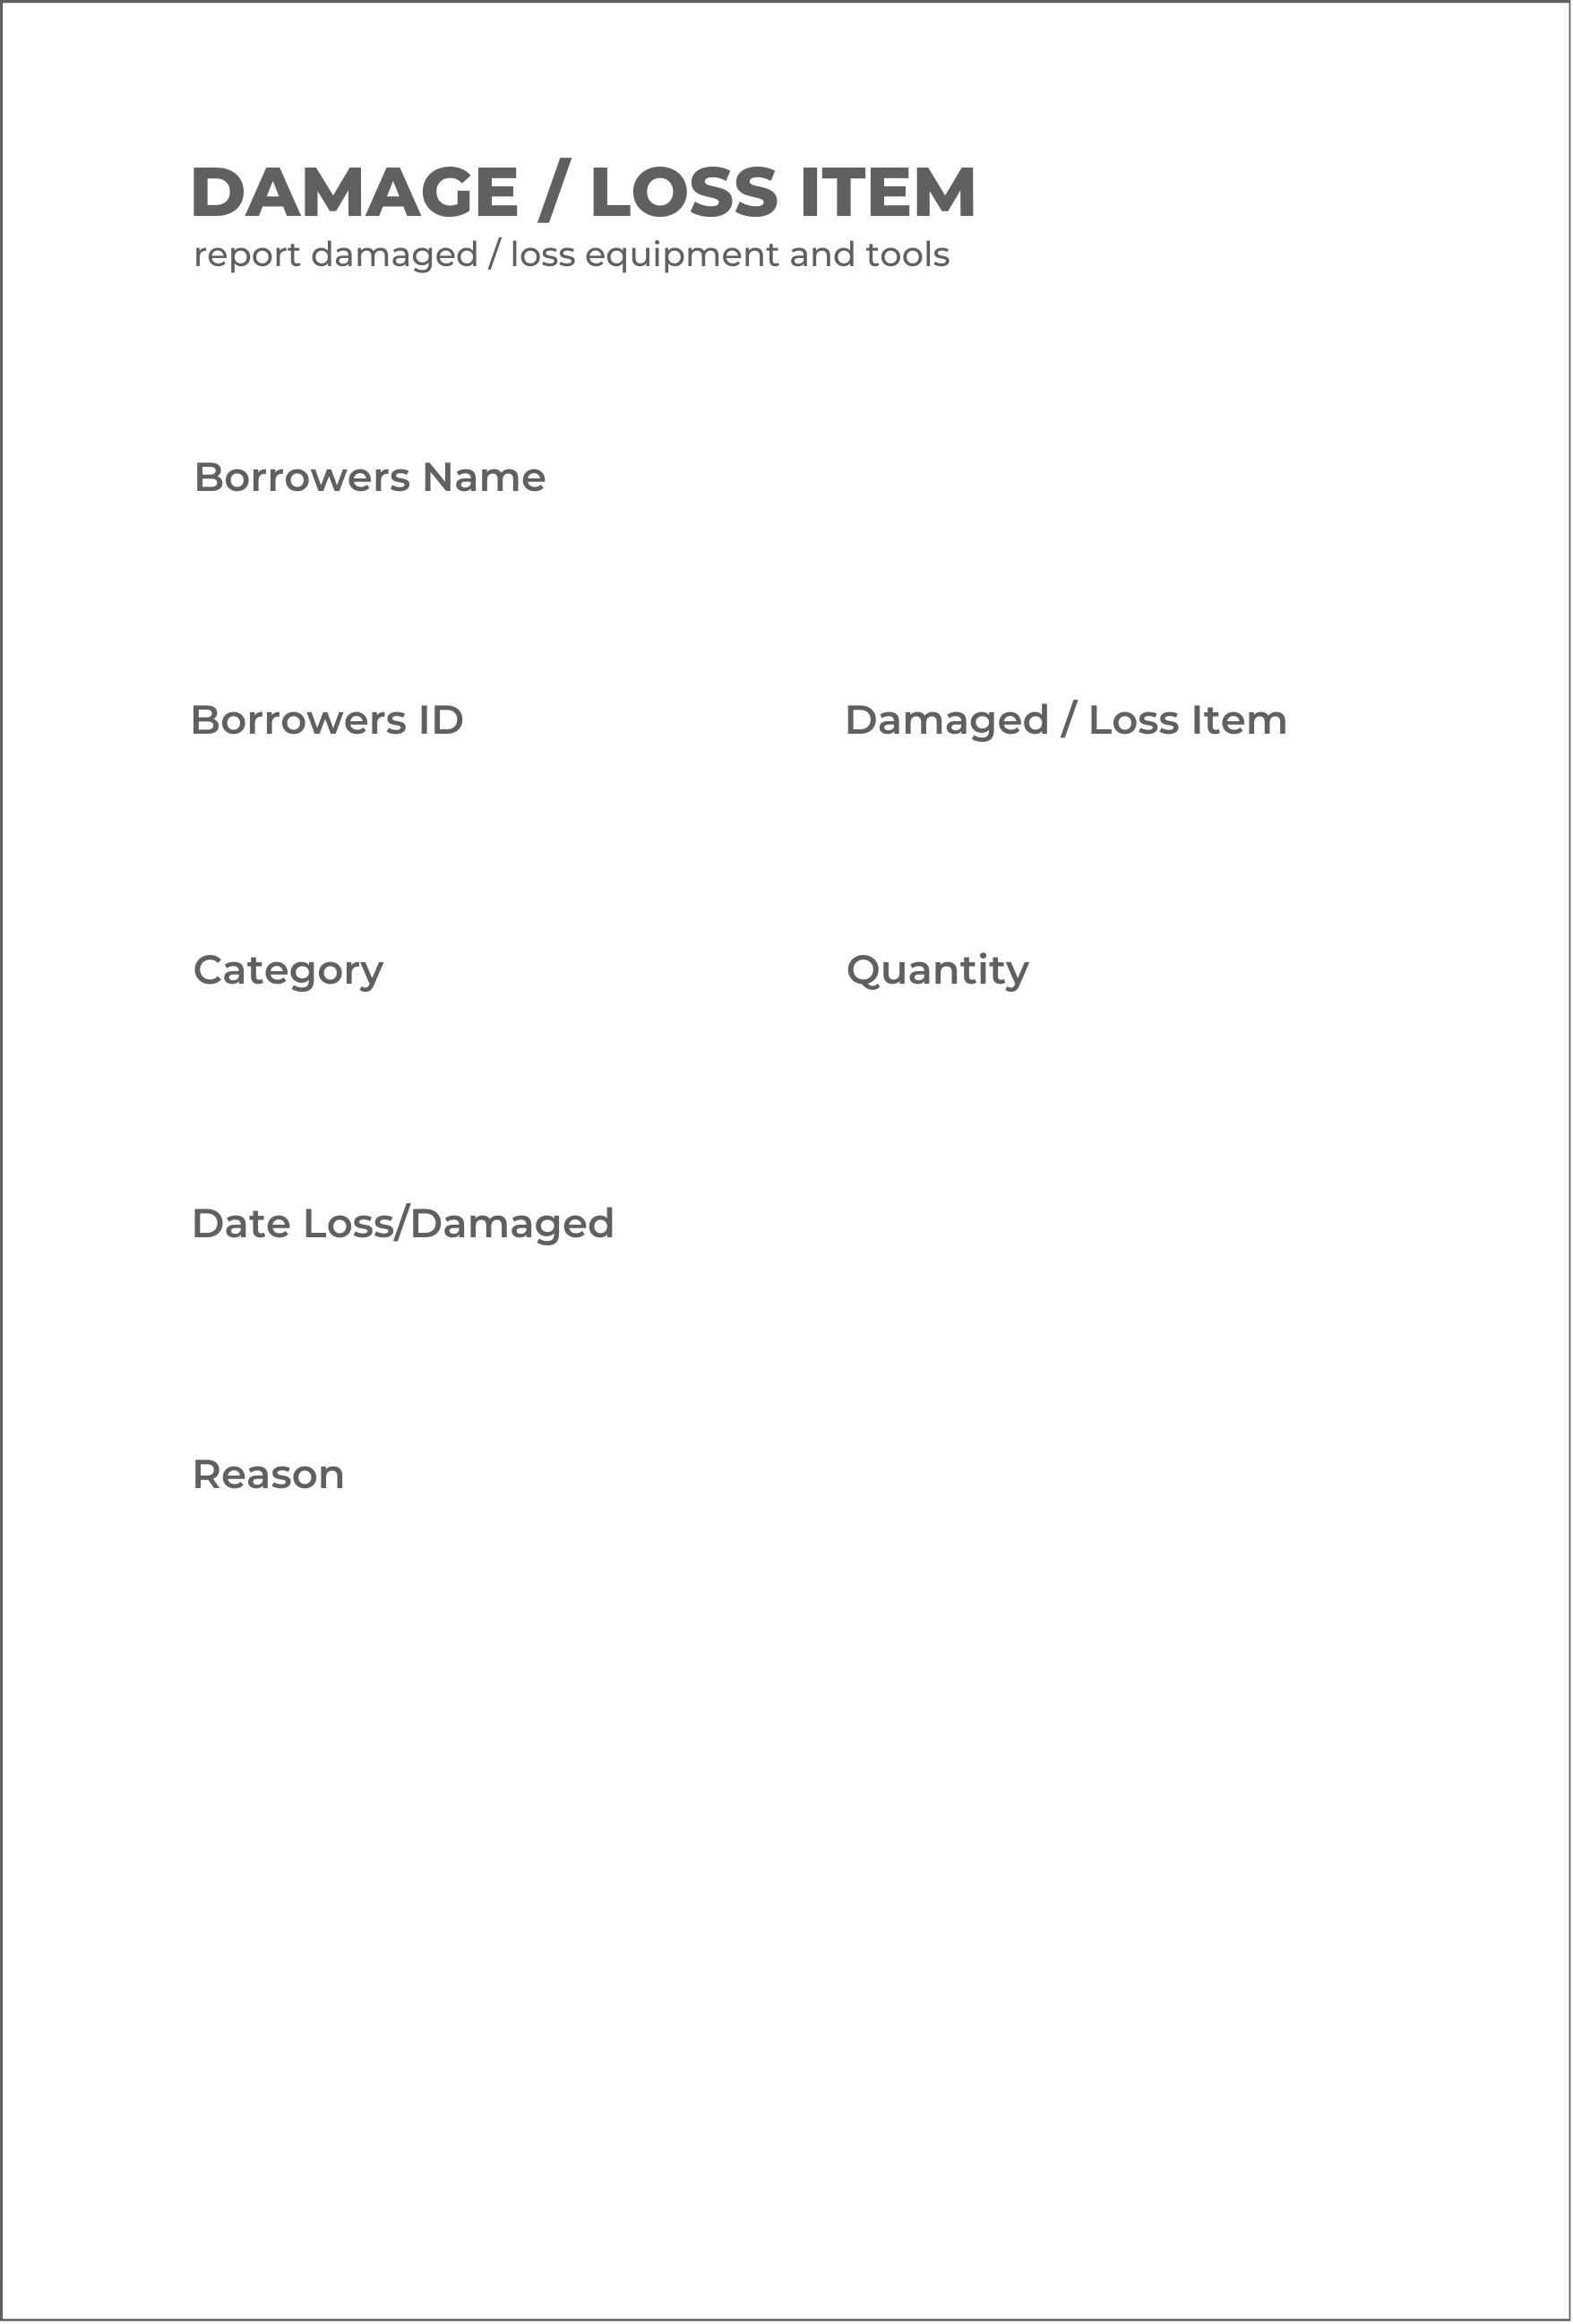 DAMAGE / LOSS ITEM
report damaged / loss equipment and tools
Borrowers Name
Borrowers ID
Damaged / Loss Item
Category
Quantity
Date Loss/Damaged
Reason